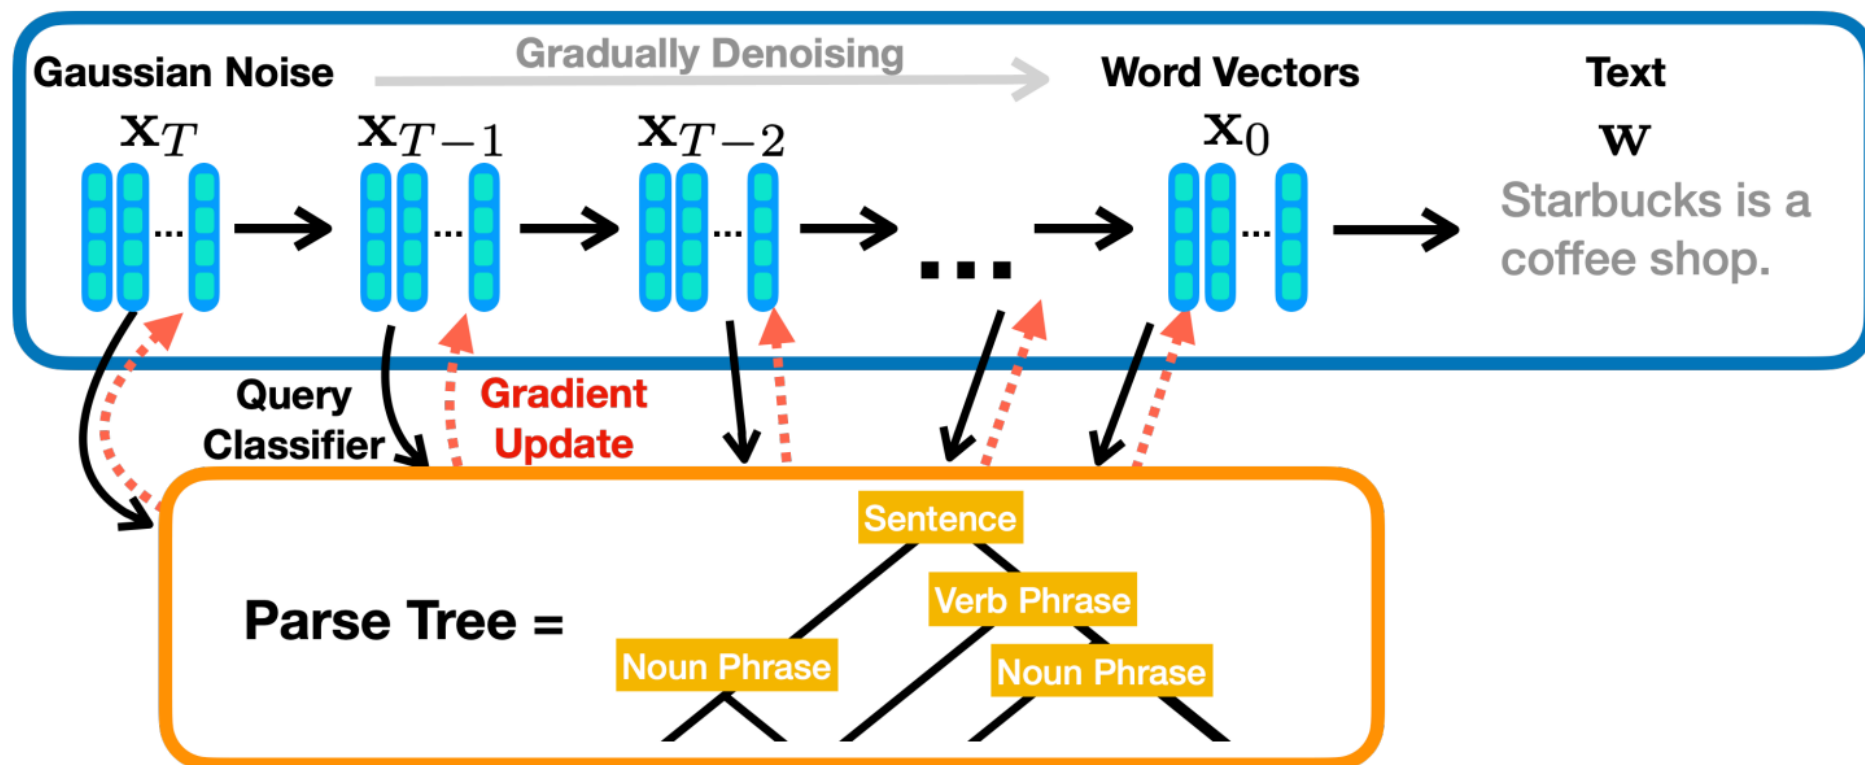 Gradually Denoising
Gaussian Noise
Word Vectors
Text
x_T
x_{T−1}
x_{T−2}
x_0
w
...
...
...
...
...
Starbucks is a
coffee shop.
Query
Classifier
Gradient
Update
Sentence
Verb Phrase
Parse Tree =
Noun Phrase
Noun Phrase